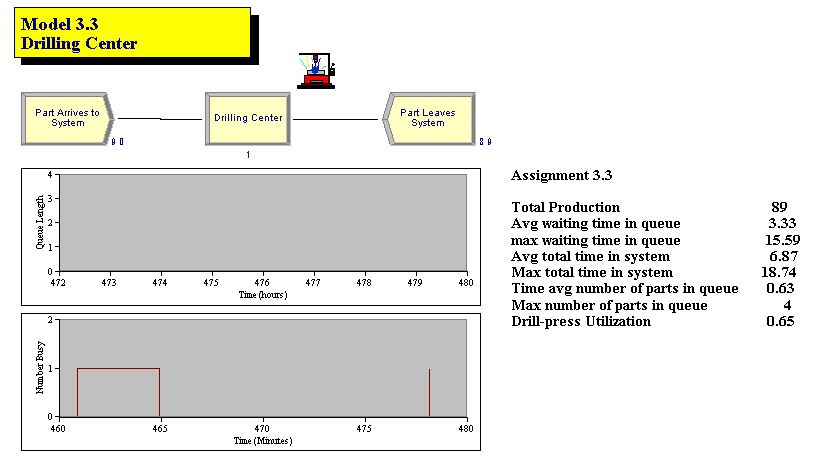 Model 3.3
Drilling Center
Part Arrives to
System
Drilling Center
Part Leaves
System
9 0
8 9
1
Assignment 3.3
Total Production 89
Avg waiting time in queue 3.33
max waiting time in queue 15.59
Avg total time in system 6.87
Max total time in system 18.74
Time avg number of parts in queue 0.63
Max number of parts in queue 4
Drill-press Utilization 0.65
Queue Length
4
3
2
1
0
472 473 474 475 476 477 478 479 480
Time (hours)
Number Busy
2
1
0
460 465 470 475 480
Time (Minutes)